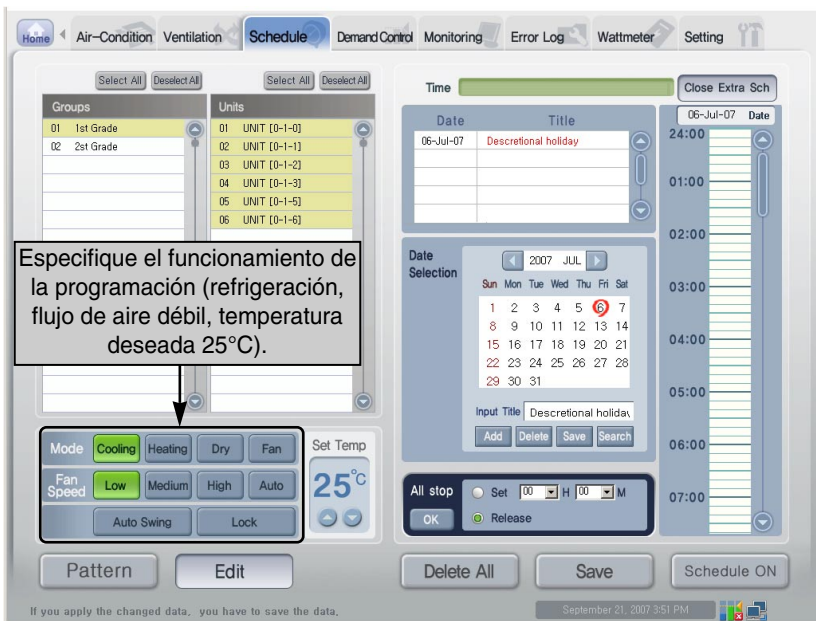 Home Air-Condition Ventilation Schedule Demand Control Monitoring Error Log Wattmeter Setting
Select All Deselect All Select All Deselect All
Groups Units
01 1st Grade
02 2st Grade
01 UNIT [0-1-0]
02 UNIT [0-1-1]
03 UNIT [0-1-2]
04 UNIT [0-1-3]
05 UNIT [0-1-5]
06 UNIT [0-1-6]
Especifique el funcionamiento de
la programación (refrigeración,
flujo de aire débil, temperatura
deseada 25°C).
Mode Cooling Heating Dry Fan
Fan
Speed Low Medium High Auto
Auto Swing Lock
Set Temp
25°C
Pattern Edit
Time Close Extra Sch
Date Title
06-Jul-07 Descretional holiday
Date
Selection
2007 JUL
Sun Mon Tue Wed Thu Fri Sat
1 2 3 4 5 6 7
8 9 10 11 12 13 14
15 16 17 18 19 20 21
22 23 24 25 26 27 28
29 30 31
Input Title Descretional holiday
Add Delete Save Search
All stop Set 00 H 00 M
OK Release
06-Jul-07 Date
24:00
01:00
02:00
03:00
04:00
05:00
06:00
07:00
Delete All Save Schedule ON
If you apply the changed data, you have to save the data.
September 21, 2007 3:51 PM